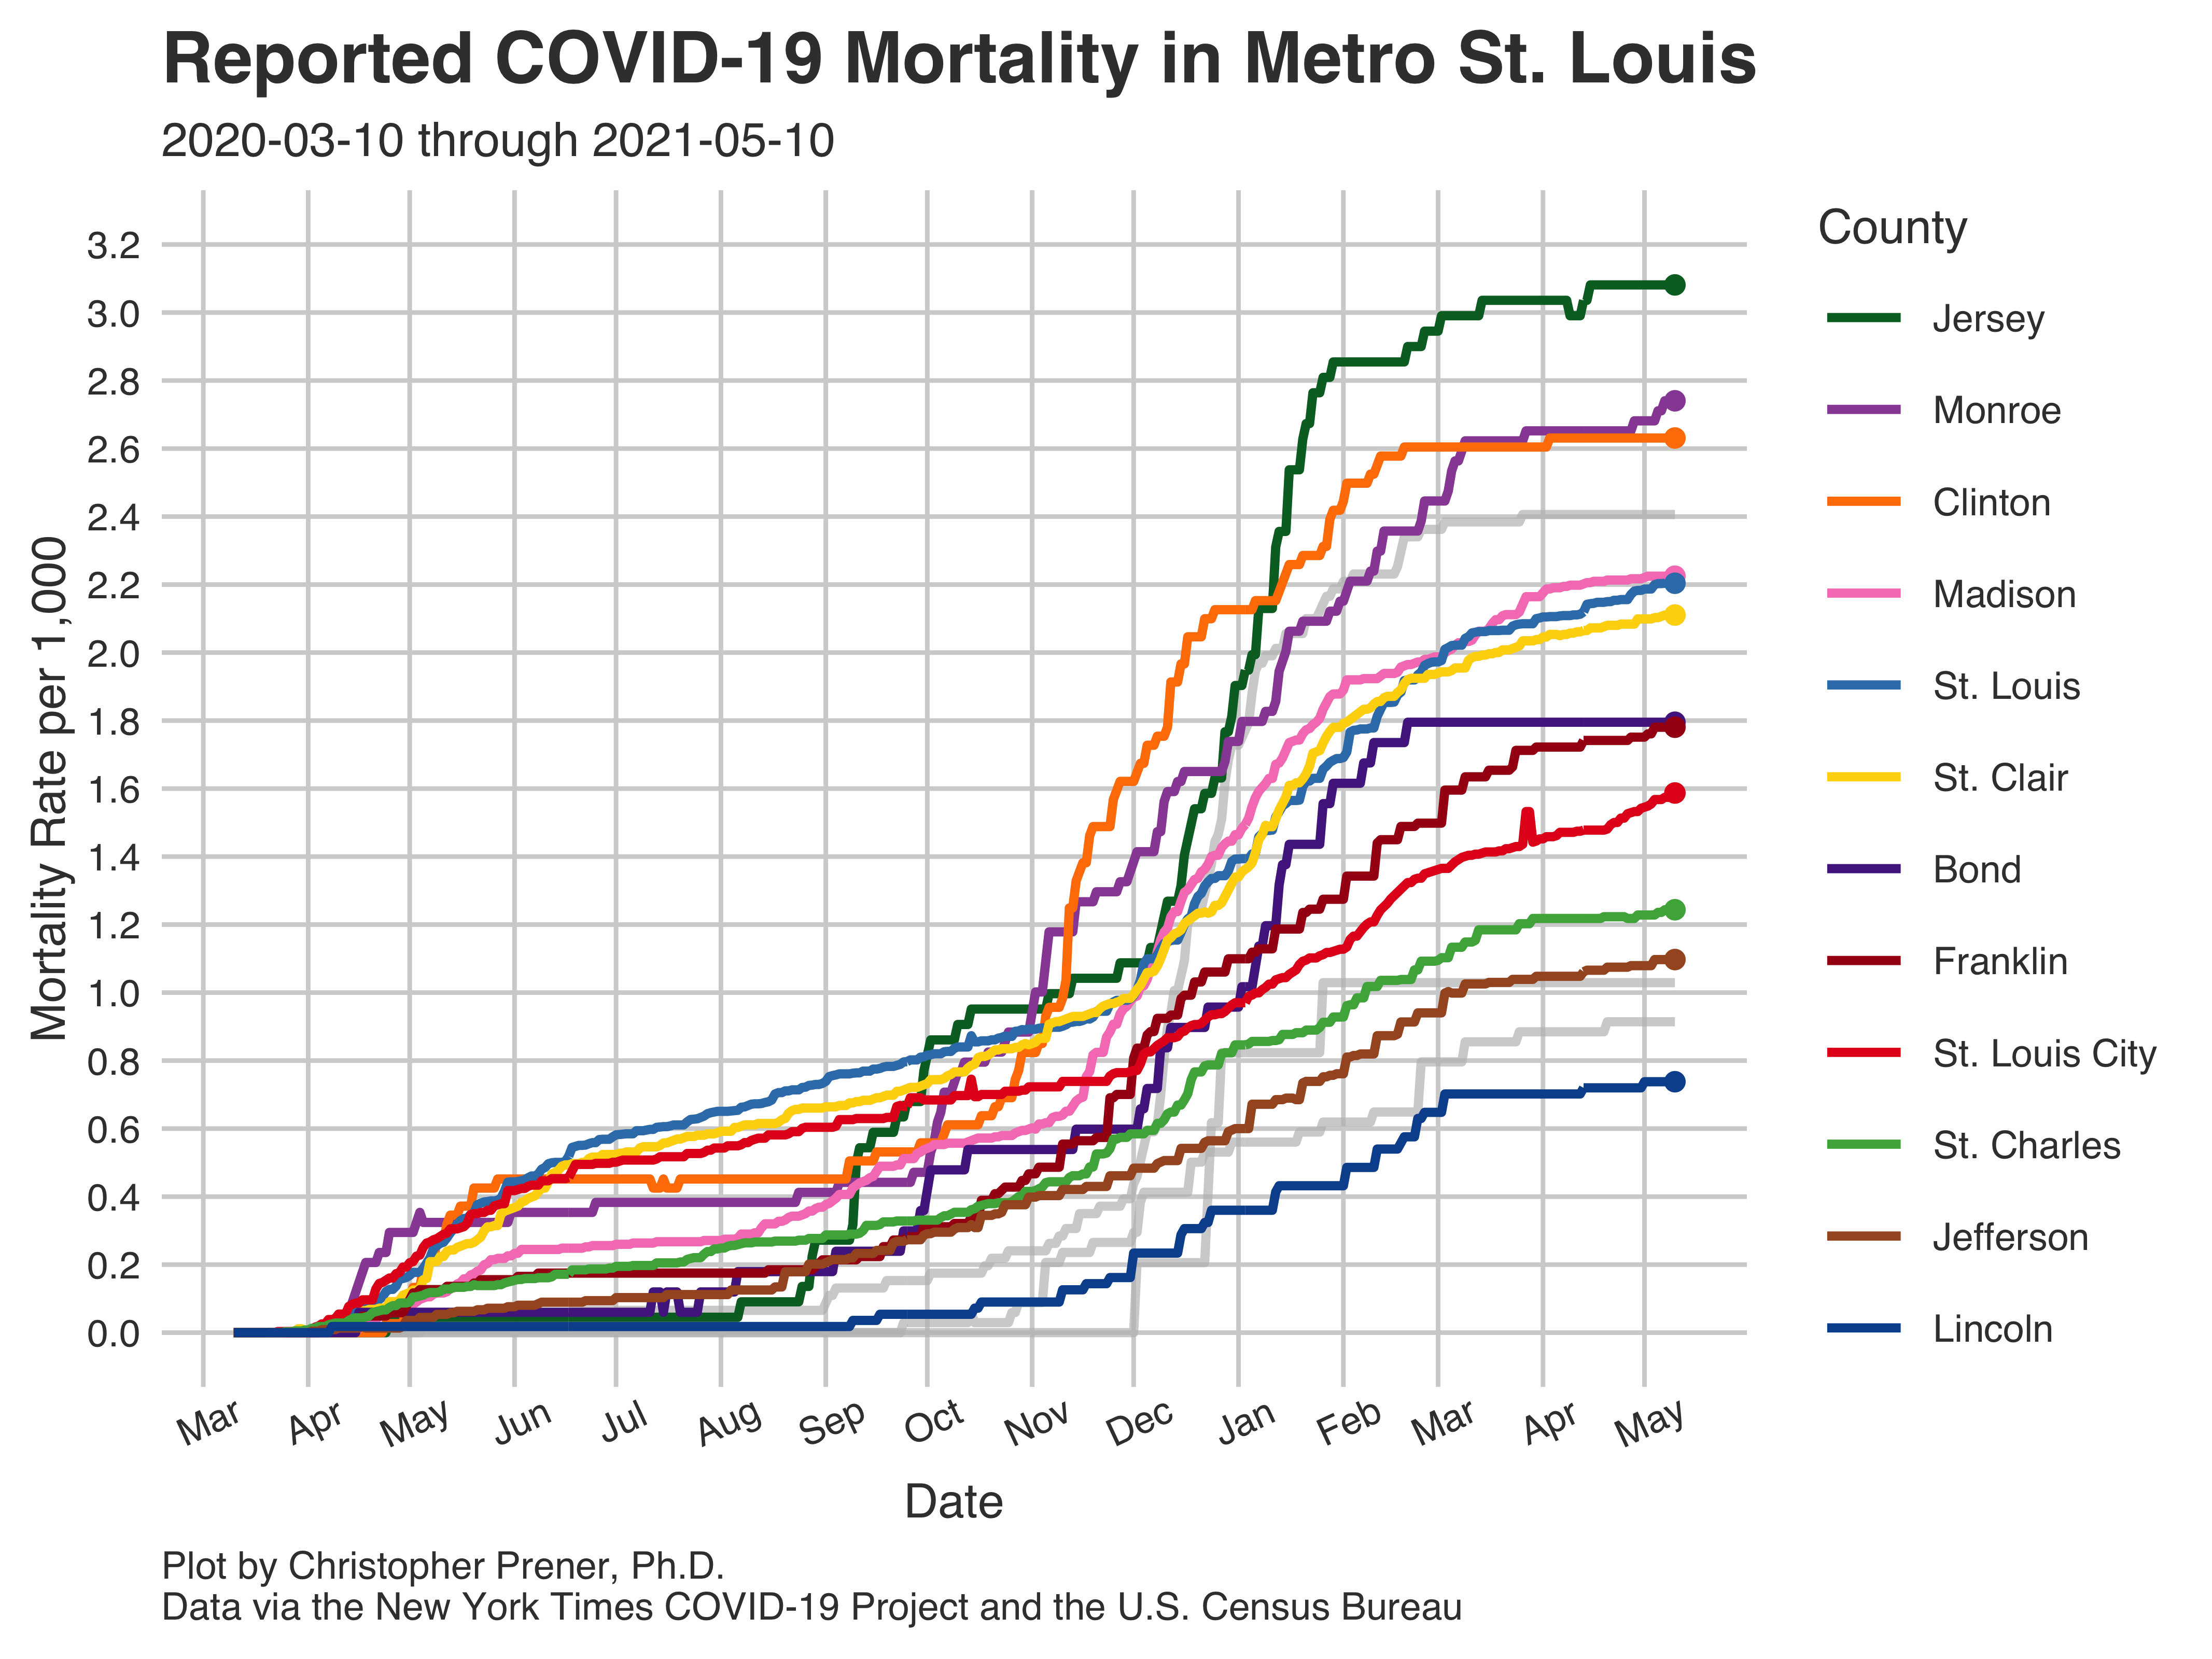 Reported COVID-19 Mortality in Metro St. Louis
2020-03-10 through 2021-05-10
Mortality Rate per 1,000
3.2
3.0
2.8
2.6
2.4
2.2
2.0
1.8
1.6
1.4
1.2
1.0
0.8
0.6
0.4
0.2
0.0
Mar Apr May Jun Jul Aug Sep Oct Nov Dec Jan Feb Mar Apr May
Date
County
Jersey
Monroe
Clinton
Madison
St. Louis
St. Clair
Bond
Franklin
St. Louis City
St. Charles
Jefferson
Lincoln
Plot by Christopher Prener, Ph.D.
Data via the New York Times COVID-19 Project and the U.S. Census Bureau